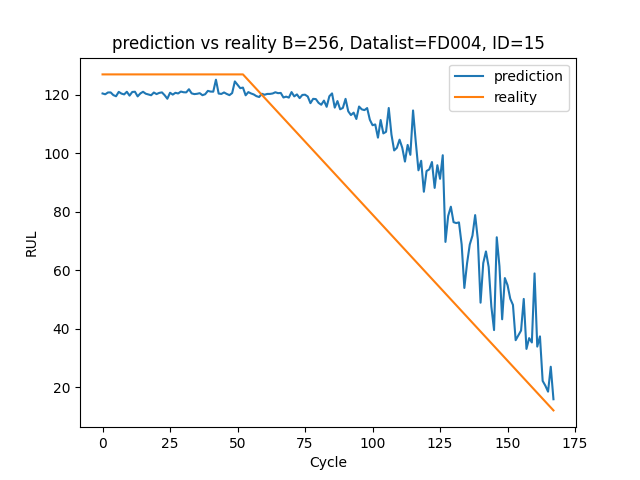 prediction vs reality B=256, Datalist=FD004, ID=15
prediction
reality
RUL
120
100
80
60
40
20
0 25 50 75 100 125 150 175
Cycle